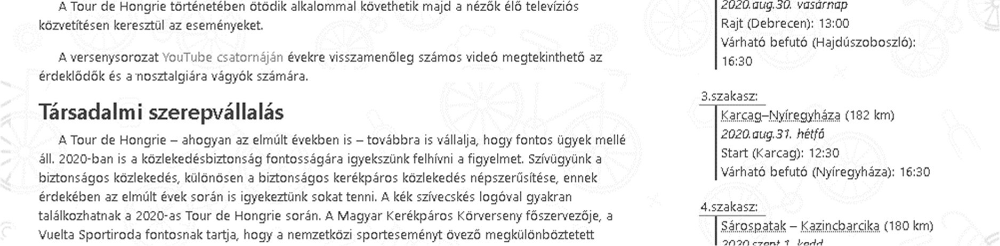 A Tour de Hongrie történetében ötödik alkalommal követhetik majd a nézők élő televíziós
közvetítésen keresztül az eseményeket.
A versenysorozat YouTube csatornáján évekre visszamenőleg számos videó megtekinthető az
érdeklődők és a nosztalgiára vágyók számára.
Társadalmi szerepvállalás
A Tour de Hongrie – ahogyan az elmúlt években is – továbbra is vállalja, hogy fontos ügyek mellé
áll. 2020-ban is a közlekedésbiztonság fontosságára igyekszünk felhívni a figyelmet. Szívügyünk a
biztonságos közlekedés, különösen a biztonságos kerékpáros közlekedés népszerűsítése, ennek
érdekében az elmúlt évek során is igyekeztünk sokat tenni. A kék szívecskés logóval gyakran
találkozhatnak a 2020-as Tour de Hongrie során. A Magyar Kerékpáros Körverseny főszervezője, a
Vuelta Sportiroda fontosnak tartja, hogy a nemzetközi sporteseményt övező megkülönböztetett
2020.aug.30. vasárnap
Rajt (Debrecen): 13:00
Várható befutó (Hajdúszoboszló):
16:30
3.szakasz:
Karcag–Nyíregyháza (182 km)
2020.aug.31. hétfő
Start (Karcag): 12:30
Várható befutó (Nyíregyháza): 16:30
4.szakasz:
Sárospatak – Kazincbarcika (180 km)
2020.szept.1. kedd